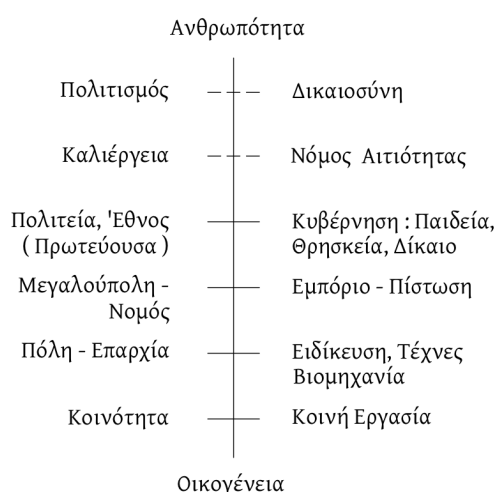 Ανθρωπότητα
Πολιτισμός
Δικαιοσύνη
Καλιέργεια
Νόμος Αιτιότητας
Πολιτεία, 'Εθνος
( Πρωτεύουσα )
Κυβέρνηση : Παιδεία,
Θρησκεία, Δίκαιο
Μεγαλούπολη -
Νομός
Εμπόριο - Πίστωση
Πόλη - Επαρχία
Ειδίκευση, Τέχνες
Βιομηχανία
Κοινότητα
Κοινή Εργασία
Οικογένεια